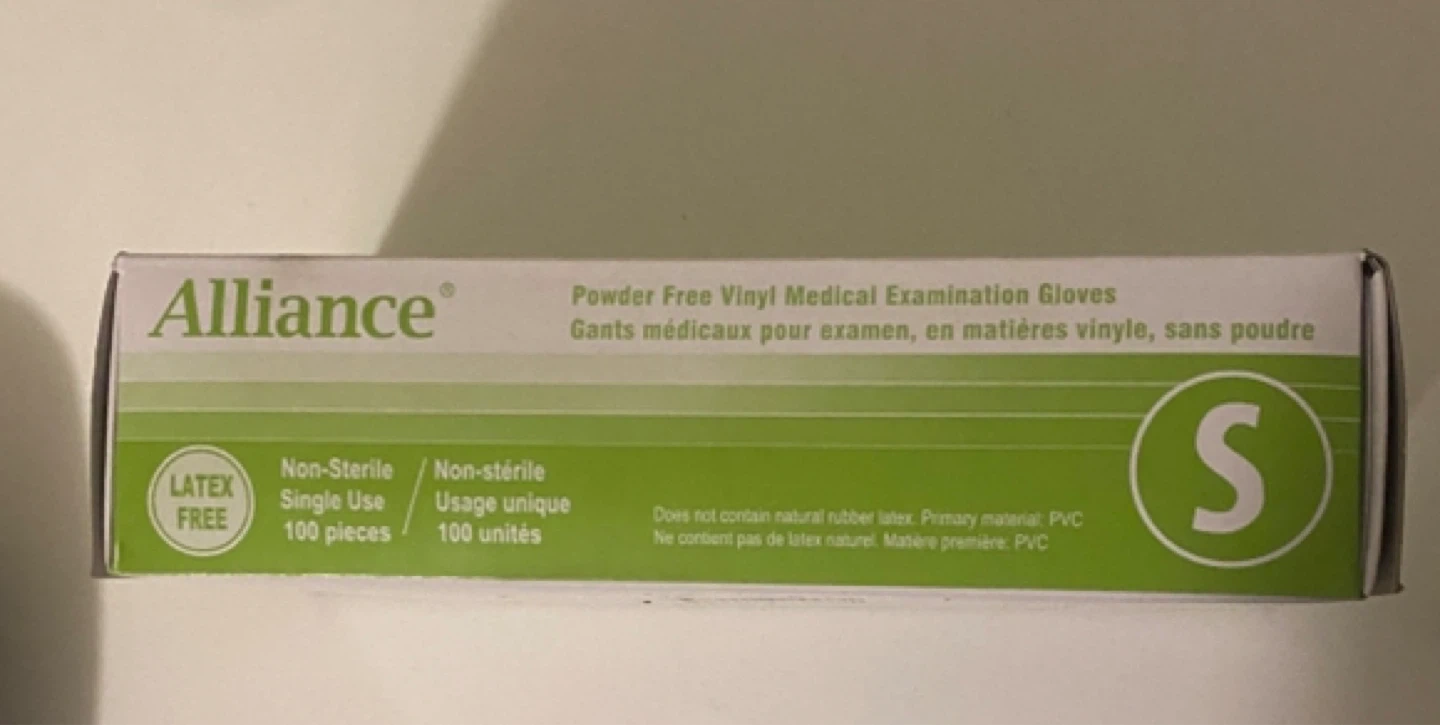 Alliance®
Powder Free Vinyl Medical Examination Gloves
Gants médicaux pour examen, en matières vinyle, sans poudre
LATEX
FREE
Non-Sterile / Non-stérile
Single Use / Usage unique
100 pieces / 100 unités
Does not contain natural rubber latex. Primary material: PVC
Ne contient pas de latex naturel. Matière première: PVC
S